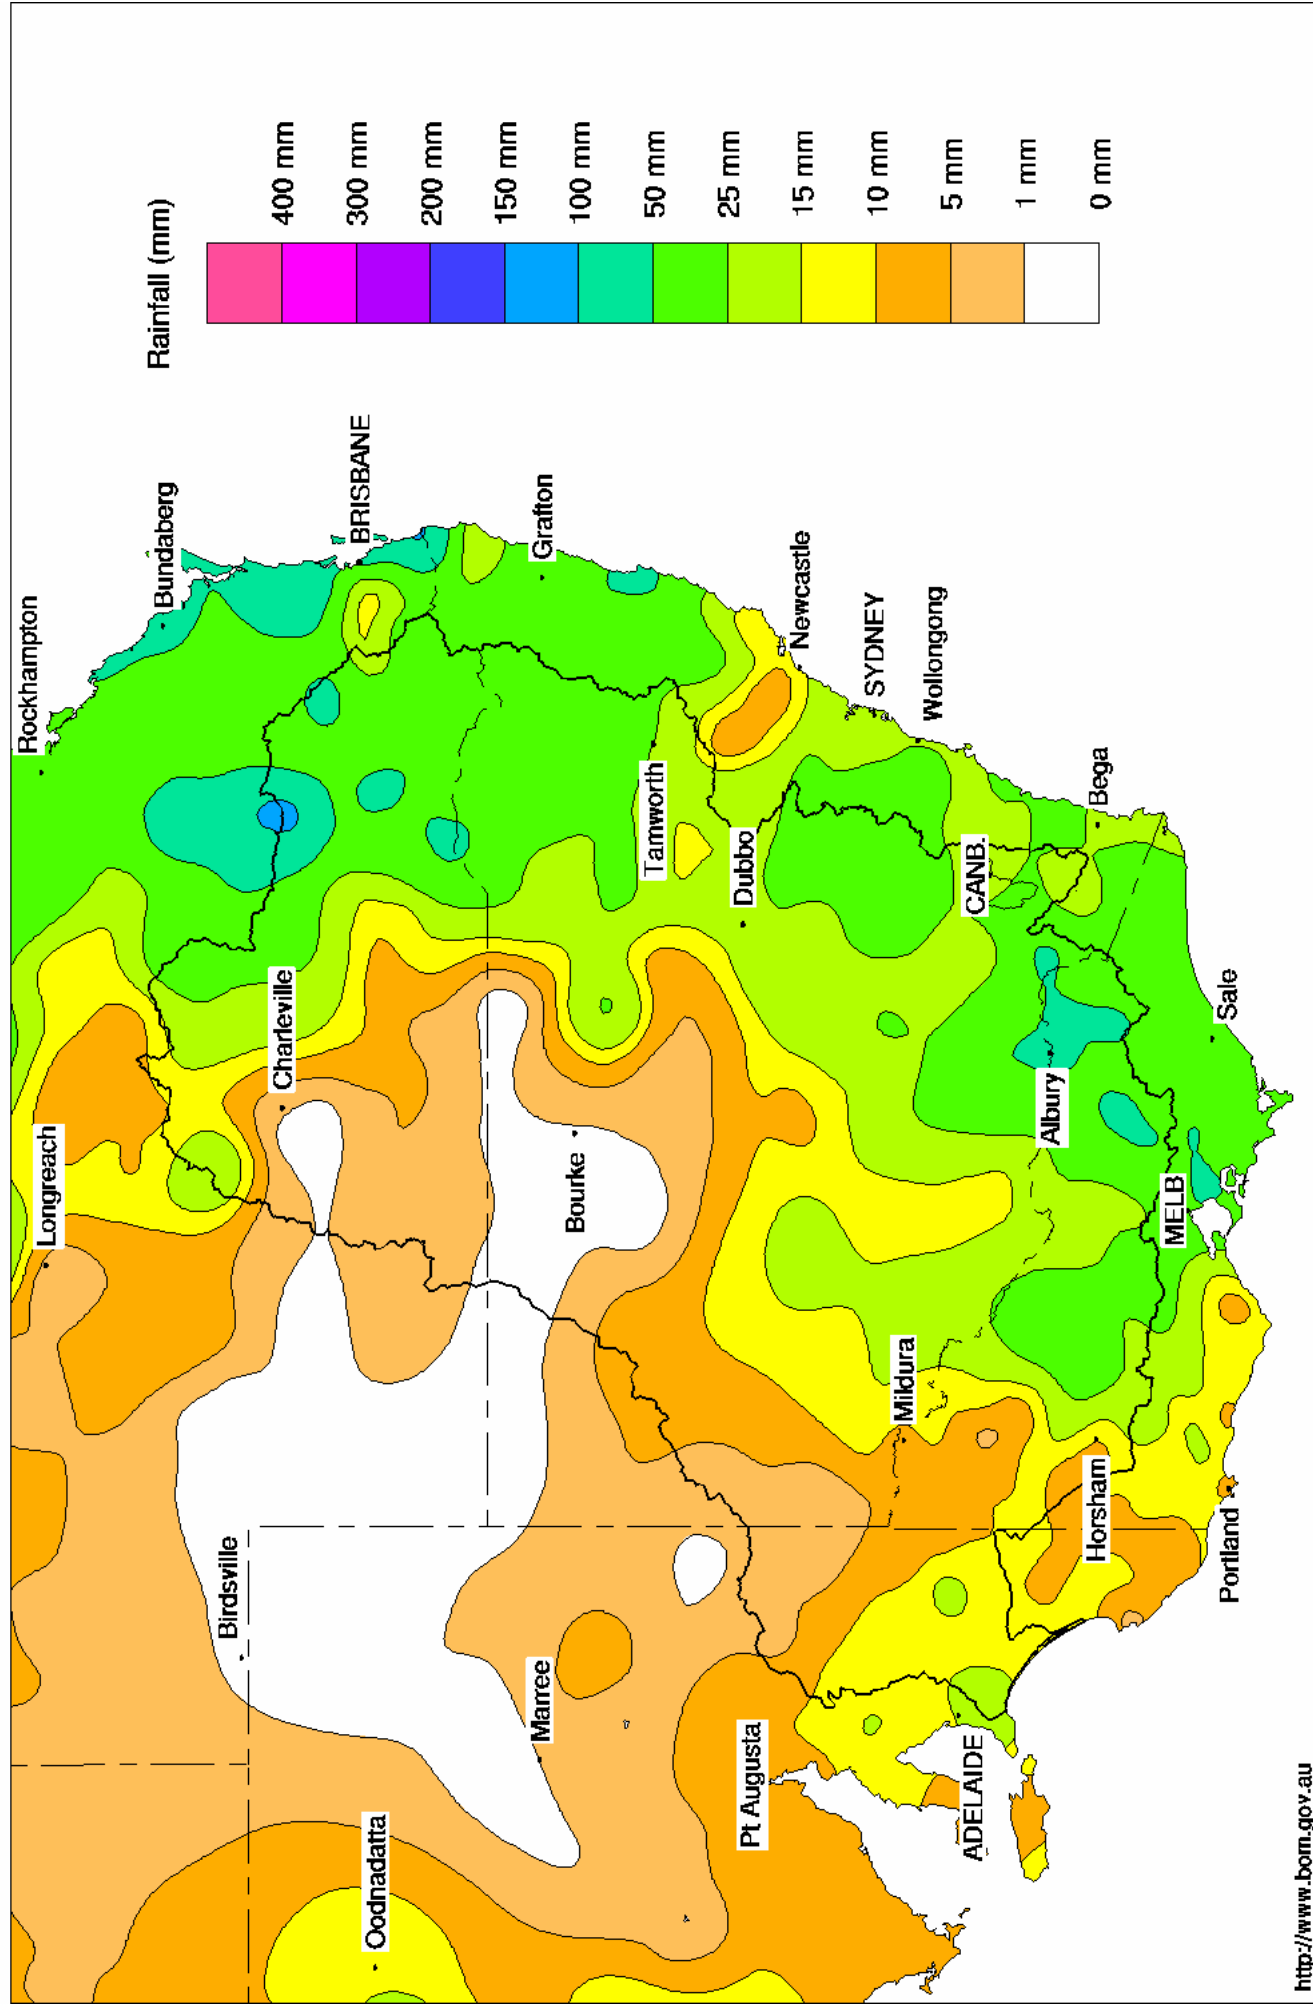 Rainfall (mm)
400 mm
300 mm
200 mm
150 mm
100 mm
50 mm
25 mm
15 mm
10 mm
5 mm
1 mm
0 mm
Rockhampton
Longreach
Bundaberg
Birdsville
Charleville
BRISBANE
Oodnadatta
Grafton
Bourke
Marree
Tamworth
Dubbo
Newcastle
Pt Augusta
SYDNEY
Mildura
Wollongong
CANB.
ADELAIDE
Albury
Bega
Horsham
MELB
Sale
Portland
http://www.bom.gov.au